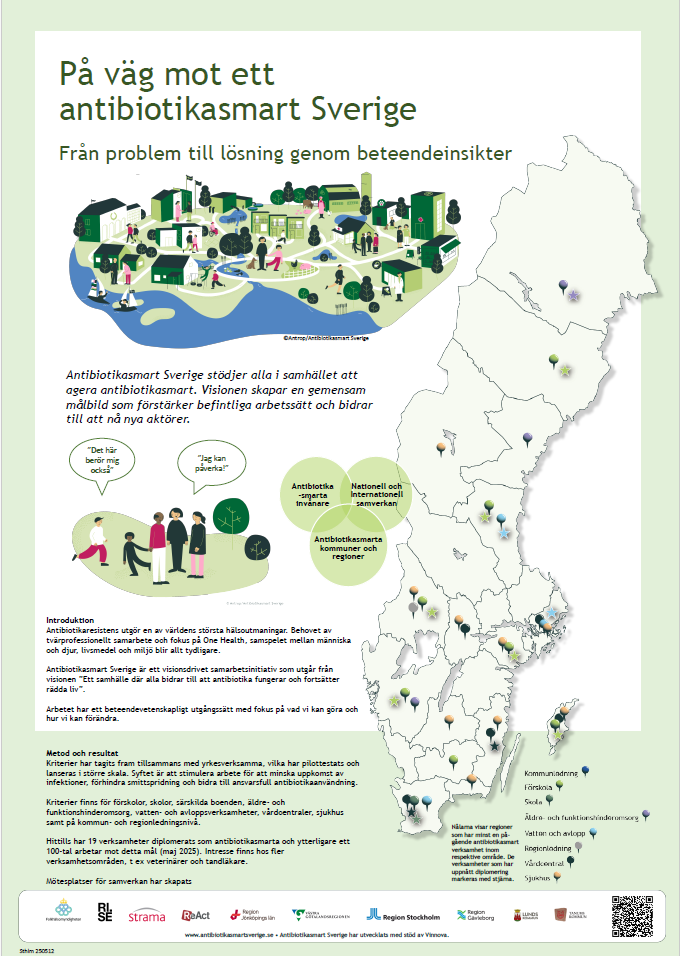 På väg mot ett
antibiotikasmart Sverige
Från problem till lösning genom beteendeinsikter
©Antrop/Antibiotikasmart Sverige
Antibiotikasmart Sverige stödjer alla i samhället att
agera antibiotikasmart. Visionen skapar en gemensam
målbild som förstärker befintliga arbetssätt och bidrar
till att nå nya aktörer.
"Det här
berör mig
också"
"Jag kan
påverka!"
Antibiotika
-smarta
invånare
Nationell och
Internationell
samverkan
Antibiotikasmarta
kommuner och
regioner
Introduktion
Antibiotikaresistens utgör en av världens största hälsoutmaningar. Behovet av
tvärprofessionellt samarbete och fokus på One Health, samspelet mellan människa
och djur, livsmedel och miljö blir allt tydligare.
Antibiotikasmart Sverige är ett visionsdrivet samarbetsinitiativ som utgår från
visionen "Ett samhälle där alla bidrar till att antibiotika fungerar och fortsätter
rädda liv".
Arbetet har ett beteendevetenskapligt utgångssätt med fokus på vad vi kan göra och
hur vi kan förändra.
Metod och resultat
Kriterier har tagits fram tillsammans med yrkesverksamma, vilka har pilottestats och
lanseras i större skala. Syftet är att stimulera arbete för att minska uppkomst av
infektioner, förhindra smittspridning och bidra till ansvarsfull antibiotikaanvändning.
Kriterier finns för förskolor, skolor, särskilda boenden, äldre- och
funktionshinderomsorg, vatten- och avloppsverksamheter, vårdcentraler, sjukhus
samt på kommun- och regionledningsnivå.
Hittills har 19 verksamheter diplomerats som antibiotikasmarta och ytterligare ett
100-tal arbetar mot detta mål (maj 2025). Intresse finns hos fler
verksamhetsområden, t ex veterinärer och tandläkare.
Mötesplatser för samverkan har skapats
Nålarna visar regioner
som har minst en på-
gående antibiotikasmart
verksamhet inom
respektive område. De
verksamheter som har
uppnått diplomering
markeras med stjärna.
Kommunledning
Förskola
Skola
Äldre- och funktionshinderomsorg
Vatten och avlopp
Regionledning
Vårdcentral
Sjukhus
Folkhälsomyndigheten
RI.
SE
strama
ReAct
Region
Jönköpings län
VÄSTRA
GÖTALANDSREGIONEN
Region Stockholm
Region
Gävleborg
LUNDS
KOMMUN
TANUMS
KOMMUN
www.antibiotikasmartsverige.se • Antibiotikasmart Sverige har utvecklats med stöd av Vinnova.
Sthlm 250512